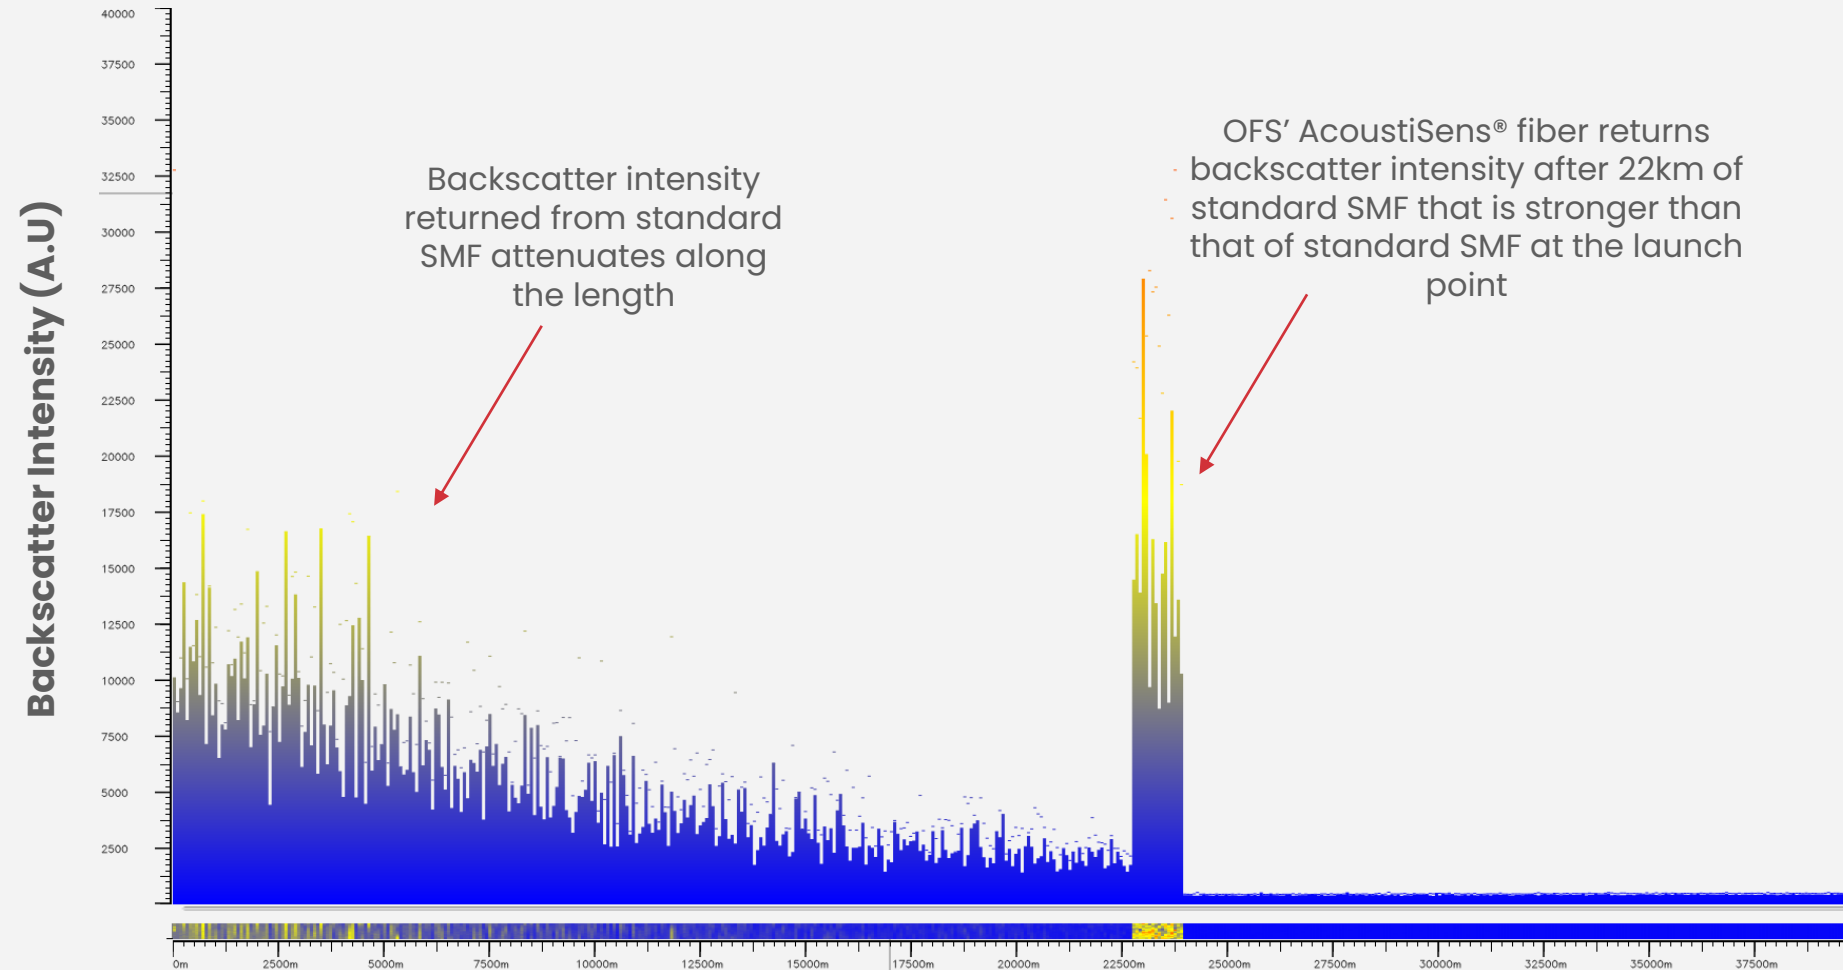 40000
37500
35000
32500
30000
27500
25000
22500
20000
17500
15000
12500
10000
7500
5000
2500
Backscatter Intensity (A.U)
Backscatter intensity
returned from standard
SMF attenuates along
the length
OFS’ AcoustiSens® fiber returns
backscatter intensity after 22km of
standard SMF that is stronger than
that of standard SMF at the launch
point
0m
2500m
5000m
7500m
10000m
12500m
15000m
17500m
20000m
22500m
25000m
27500m
30000m
32500m
35000m
37500m